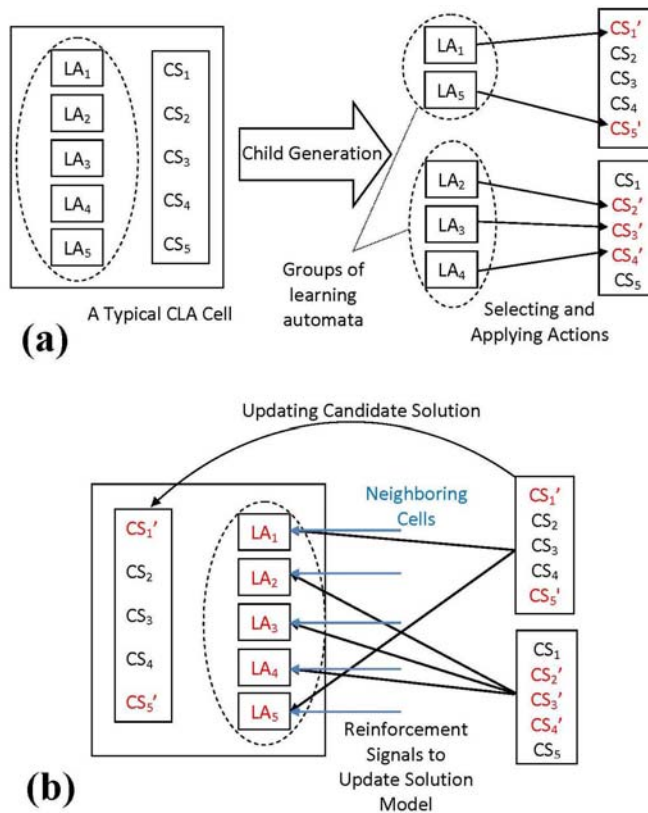 LA₁
LA₂
LA₃
LA₄
LA₅
CS₁
CS₂
CS₃
CS₄
CS₅
A Typical CLA Cell
(a)
Child Generation
LA₁
LA₅
LA₂
LA₃
LA₄
Groups of
learning
automata
CS₁'
CS₂
CS₃
CS₄
CS₅'
CS₁
CS₂'
CS₃'
CS₄'
CS₅
Selecting and
Applying Actions
Updating Candidate Solution
CS₁'
CS₂
CS₃
CS₄
CS₅'
LA₁
LA₂
LA₃
LA₄
LA₅
Neighboring
Cells
CS₁'
CS₂
CS₃
CS₄
CS₅'
CS₁
CS₂'
CS₃'
CS₄'
CS₅
Reinforcement
Signals to
Update Solution
Model
(b)